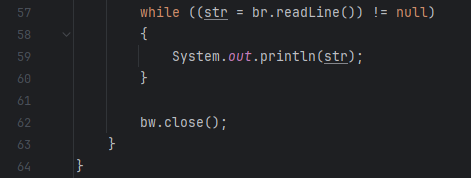 57 while ((str = br.readLine()) != null)
58 {
59 System.out.println(str);
60 }
61
62 bw.close();
63 }
64 }